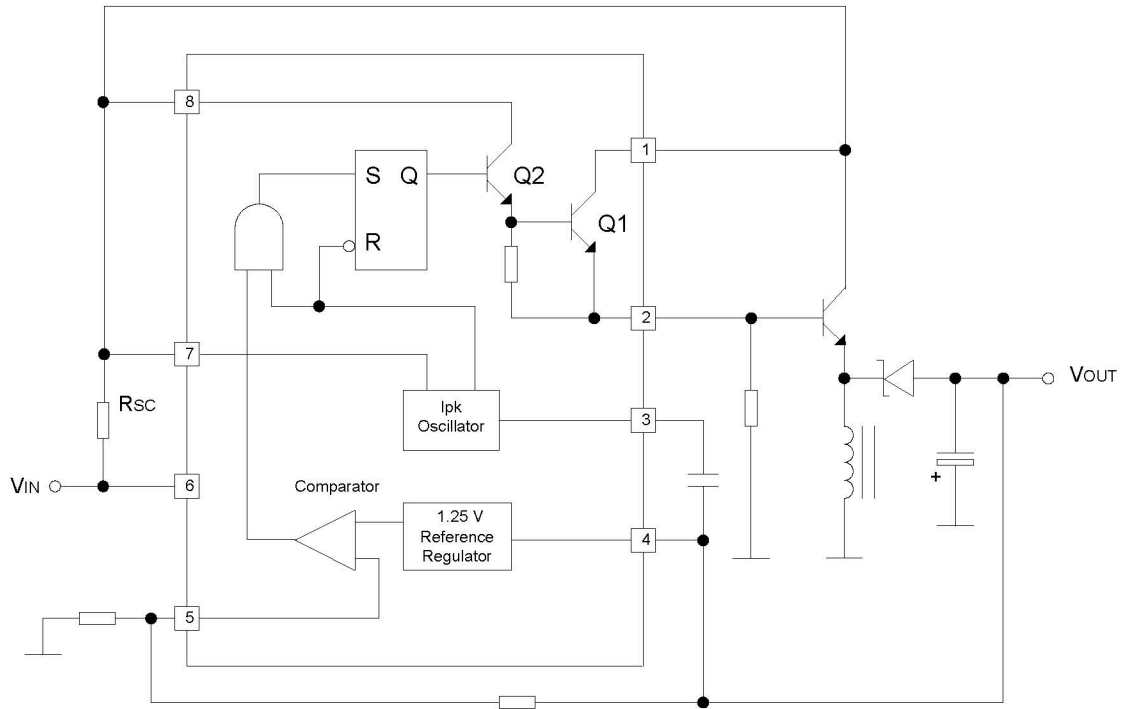 8
1
S Q
Q2
Q1
R
2
7
VOUT
RSC
Ipk
Oscillator
3
VIN
6
Comparator
1.25 V
Reference
Regulator
4
+
5